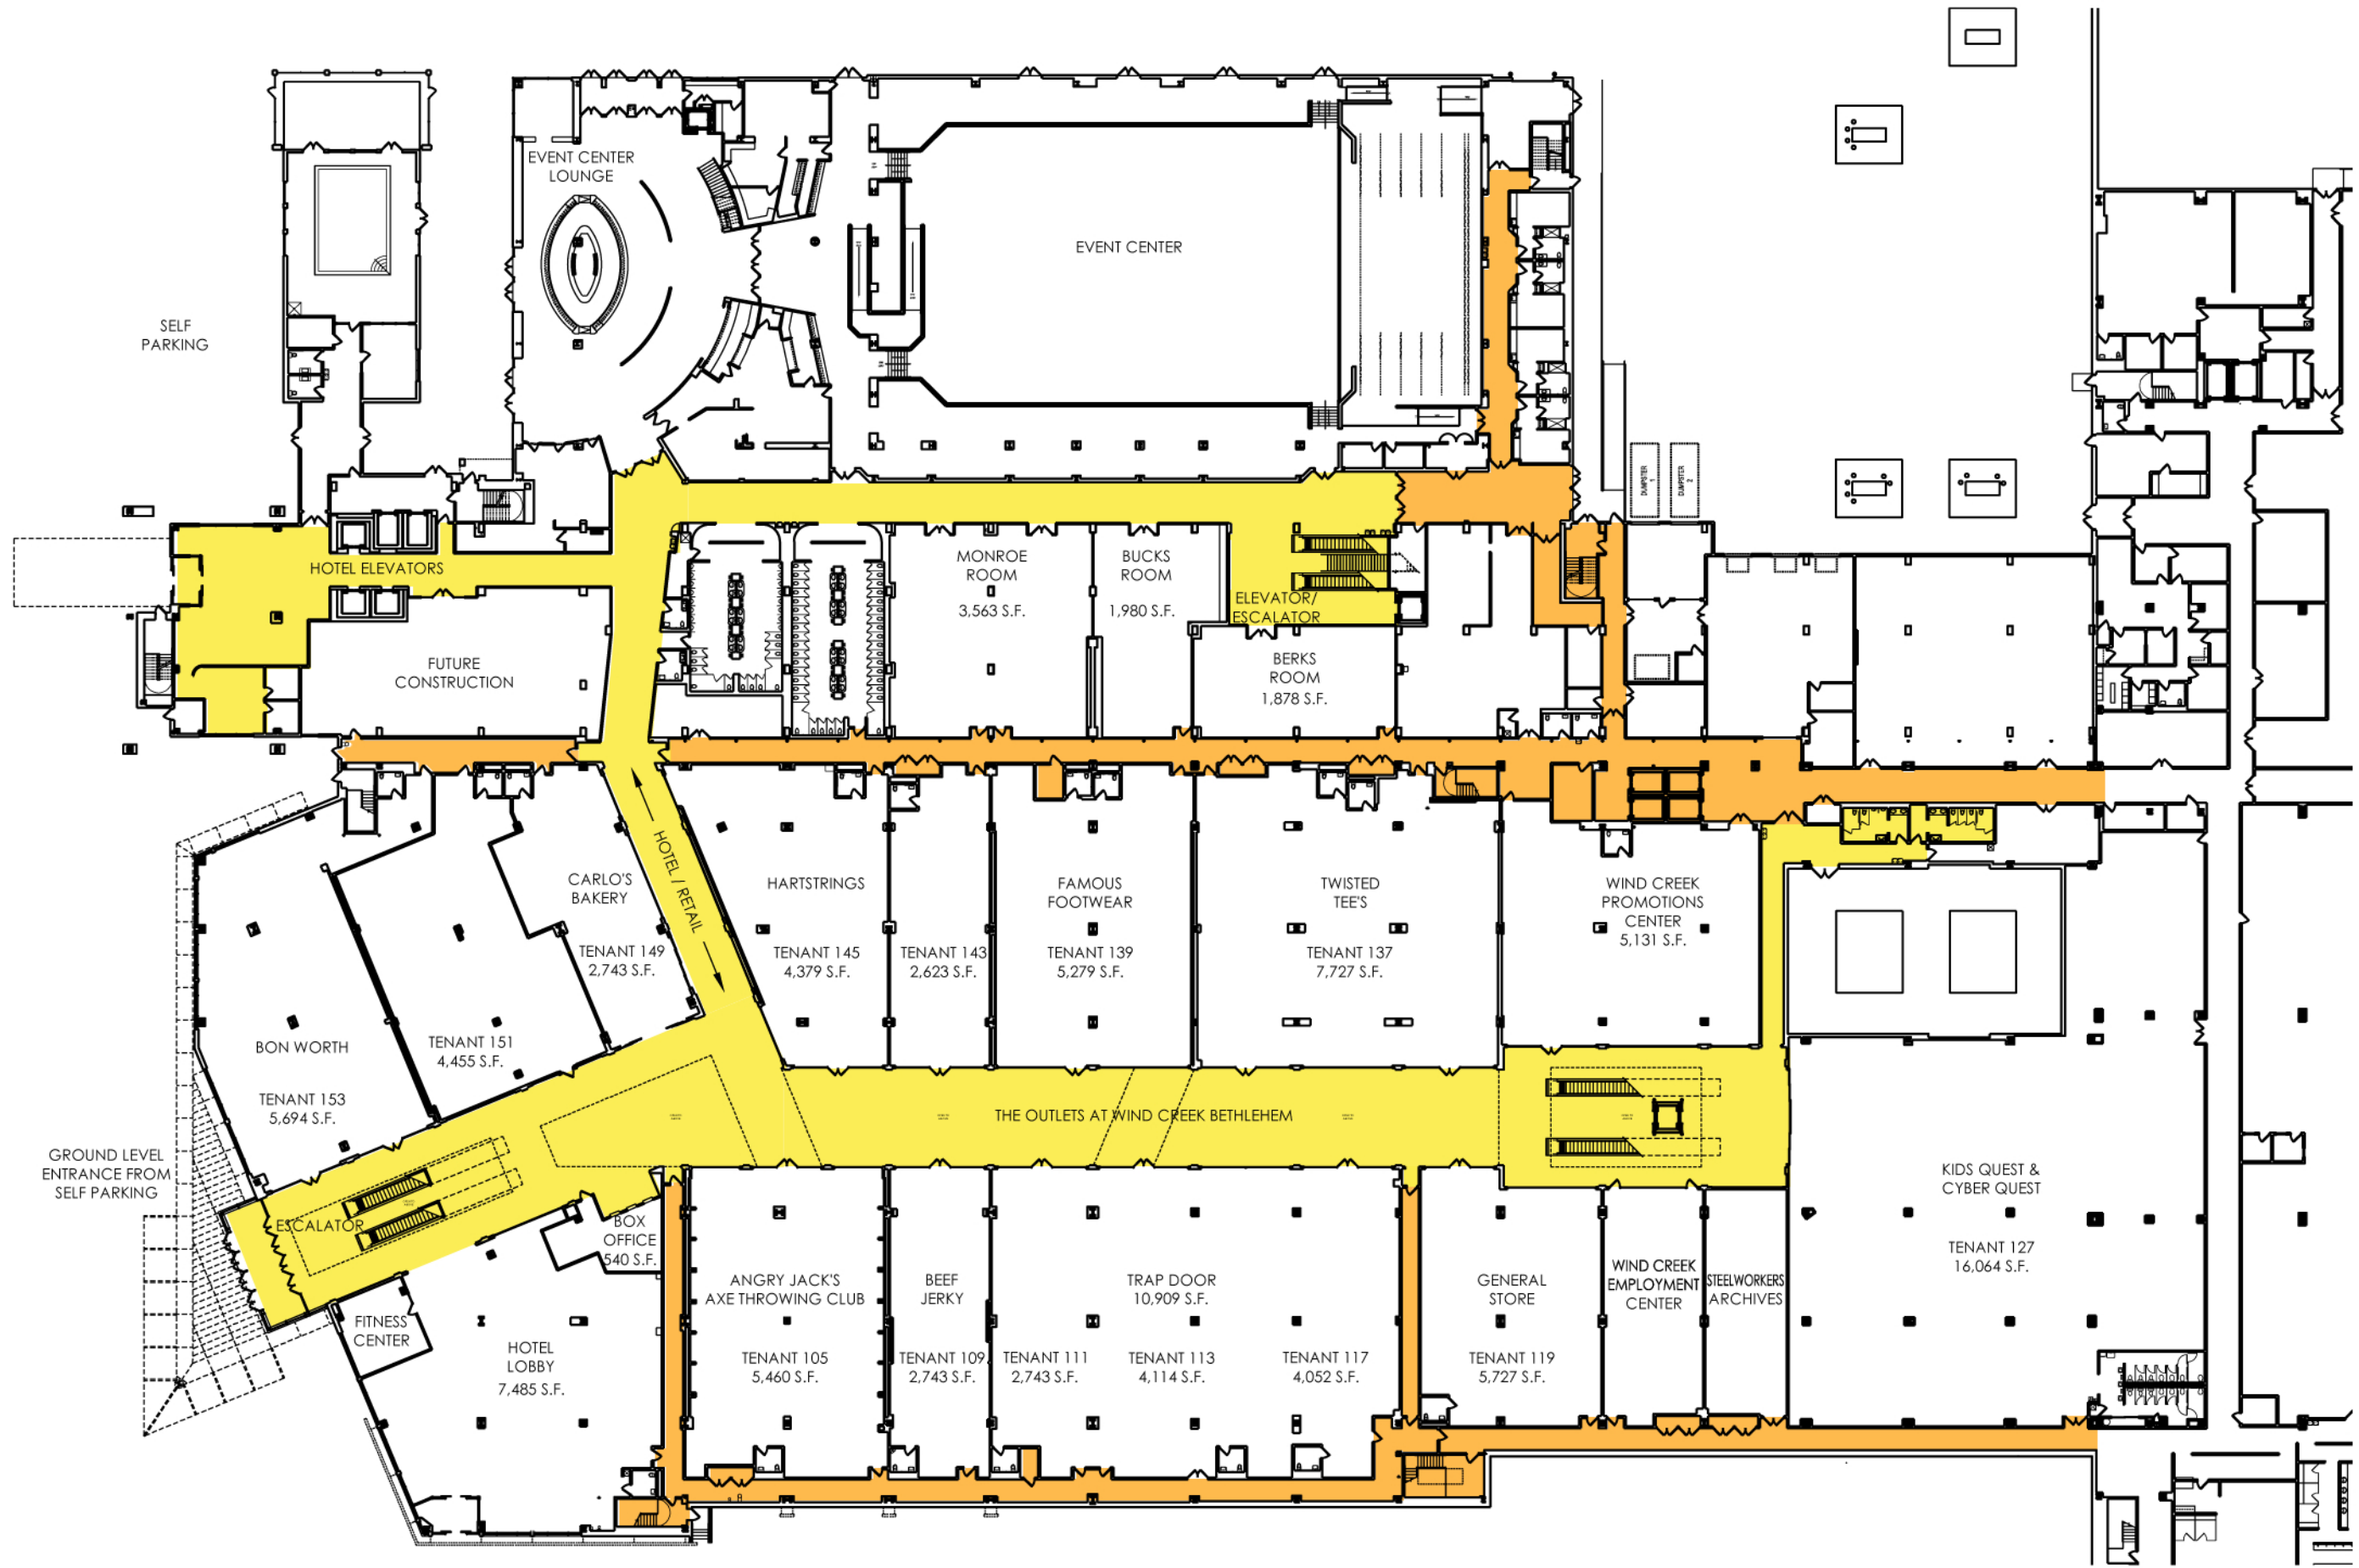 EVENT CENTER
LOUNGE
EVENT CENTER
SELF
PARKING
DUMPSTER
1
DUMPSTER
2
HOTEL ELEVATORS
MONROE
ROOM
3,563 S.F.
BUCKS
ROOM
1,980 S.F.
ELEVATOR/
ESCALATOR
BERKS
ROOM
1,878 S.F.
FUTURE
CONSTRUCTION
HOTEL / RETAIL
CARLO'S
BAKERY
TENANT 149
2,743 S.F.
HARTSTRINGS
TENANT 145
4,379 S.F.
TENANT 143
2,623 S.F.
FAMOUS
FOOTWEAR
TENANT 139
5,279 S.F.
TWISTED
TEE'S
TENANT 137
7,727 S.F.
WIND CREEK
PROMOTIONS
CENTER
5,131 S.F.
BON WORTH
TENANT 153
5,694 S.F.
TENANT 151
4,455 S.F.
THE OUTLETS AT WIND CREEK BETHLEHEM
GROUND LEVEL
ENTRANCE FROM
SELF PARKING
ESCALATOR
BOX
OFFICE
540 S.F.
KIDS QUEST &
CYBER QUEST
TENANT 127
16,064 S.F.
FITNESS
CENTER
HOTEL
LOBBY
7,485 S.F.
ANGRY JACK'S
AXE THROWING CLUB
TENANT 105
5,460 S.F.
BEEF
JERKY
TENANT 109
2,743 S.F.
TRAP DOOR
10,909 S.F.
TENANT 111
2,743 S.F.
TENANT 113
4,114 S.F.
TENANT 117
4,052 S.F.
GENERAL
STORE
TENANT 119
5,727 S.F.
WIND CREEK
EMPLOYMENT
CENTER
STEELWORKERS
ARCHIVES